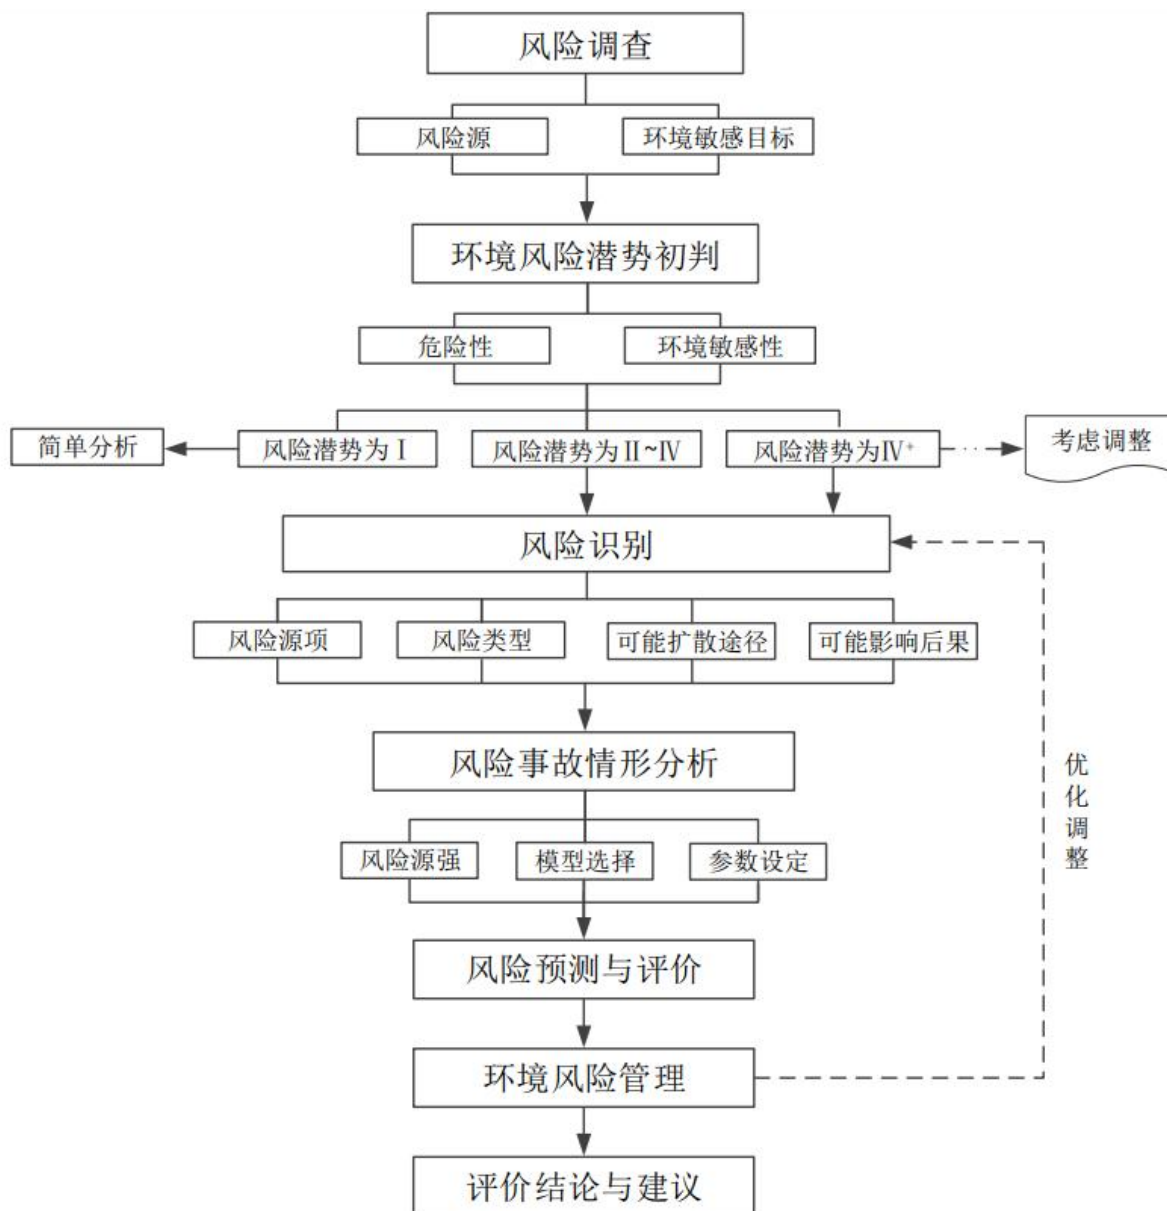 风险调查
风险源
环境敏感目标
环境风险潜势初判
危险性
环境敏感性
简单分析
风险潜势为Ⅰ
风险潜势为Ⅱ~Ⅳ
风险潜势为Ⅳ⁺
考虑调整
风险识别
风险源项
风险类型
可能扩散途径
可能影响后果
风险事故情形分析
风险源强
模型选择
参数设定
优
化
调
整
风险预测与评价
环境风险管理
评价结论与建议